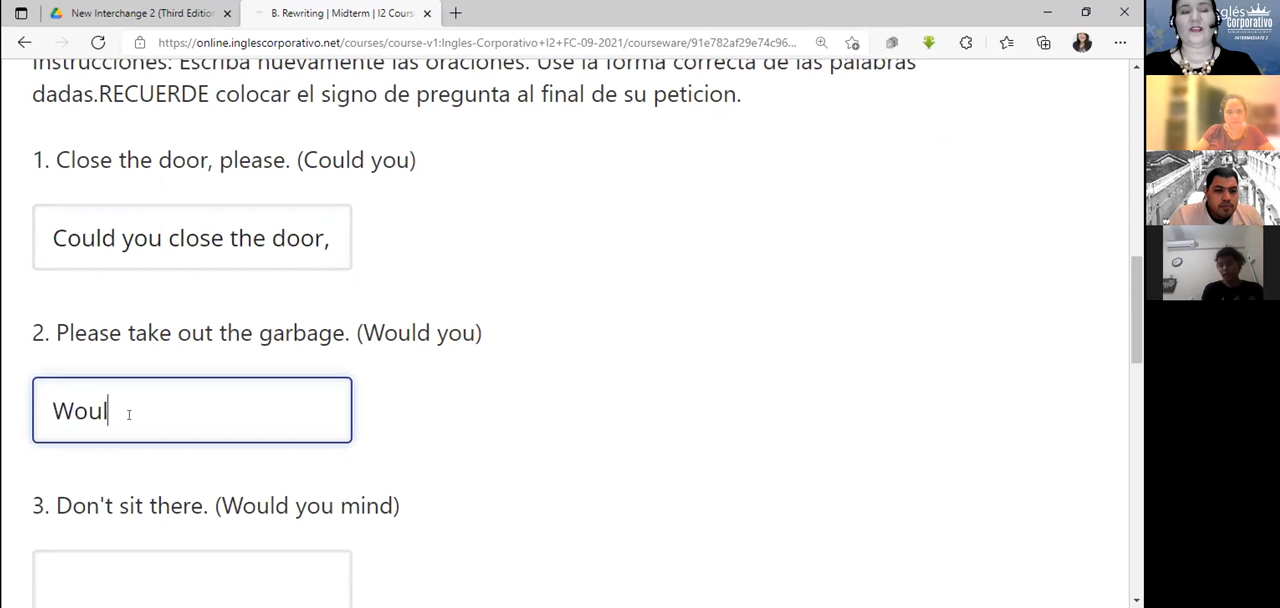 New Interchange 2 (Third Edition
B. Rewriting | Midterm | I2 Cours
https://online.inglescorporativo.net/courses/course-v1:Ingles-Corporativo+I2+FC-09-2021/courseware/91e782af29e74c96...
Instrucciones: Escriba nuevamente las oraciones. Use la forma correcta de las palabras
dadas.RECUERDE colocar el signo de pregunta al final de su peticion.
1. Close the door, please. (Could you)
Could you close the door,
2. Please take out the garbage. (Would you)
Woul
3. Don't sit there. (Would you mind)
nglés
Corporativo
INTERMEDIATE 2